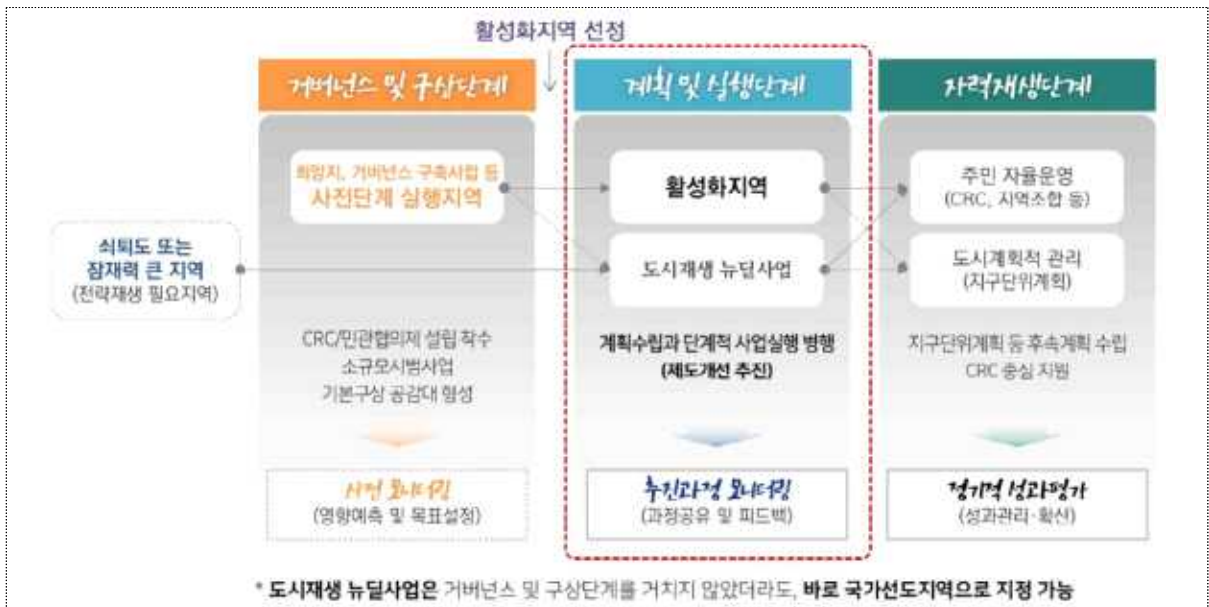 활성화지역 선정
거버넌스 및 구상단계
계획 및 실행단계
자력재생단계
희망지, 거버넌스 구축사업 등
사전단계 실행지역
활성화지역
주민 자율운영
(CRC, 지역조합 등)
쇠퇴도 또는
잠재력 큰 지역
(전략재생 필요지역)
도시재생 뉴딜사업
도시계획적 관리
(지구단위계획)
CRC/민관협의체 설립 착수
소규모시범사업
기본구상 공감대 형성
계획수립과 단계적 사업실행 병행
(제도개선 추진)
지구단위계획 등 후속계획 수립
CRC 중심 지원
사전 모니터링
(영향예측 및 목표설정)
추진과정 모니터링
(과정공유 및 피드백)
정기적 성과평가
(성과관리·확산)
* 도시재생 뉴딜사업은 거버넌스 및 구상단계를 거치지 않았더라도, 바로 국가선도지역으로 지정 가능